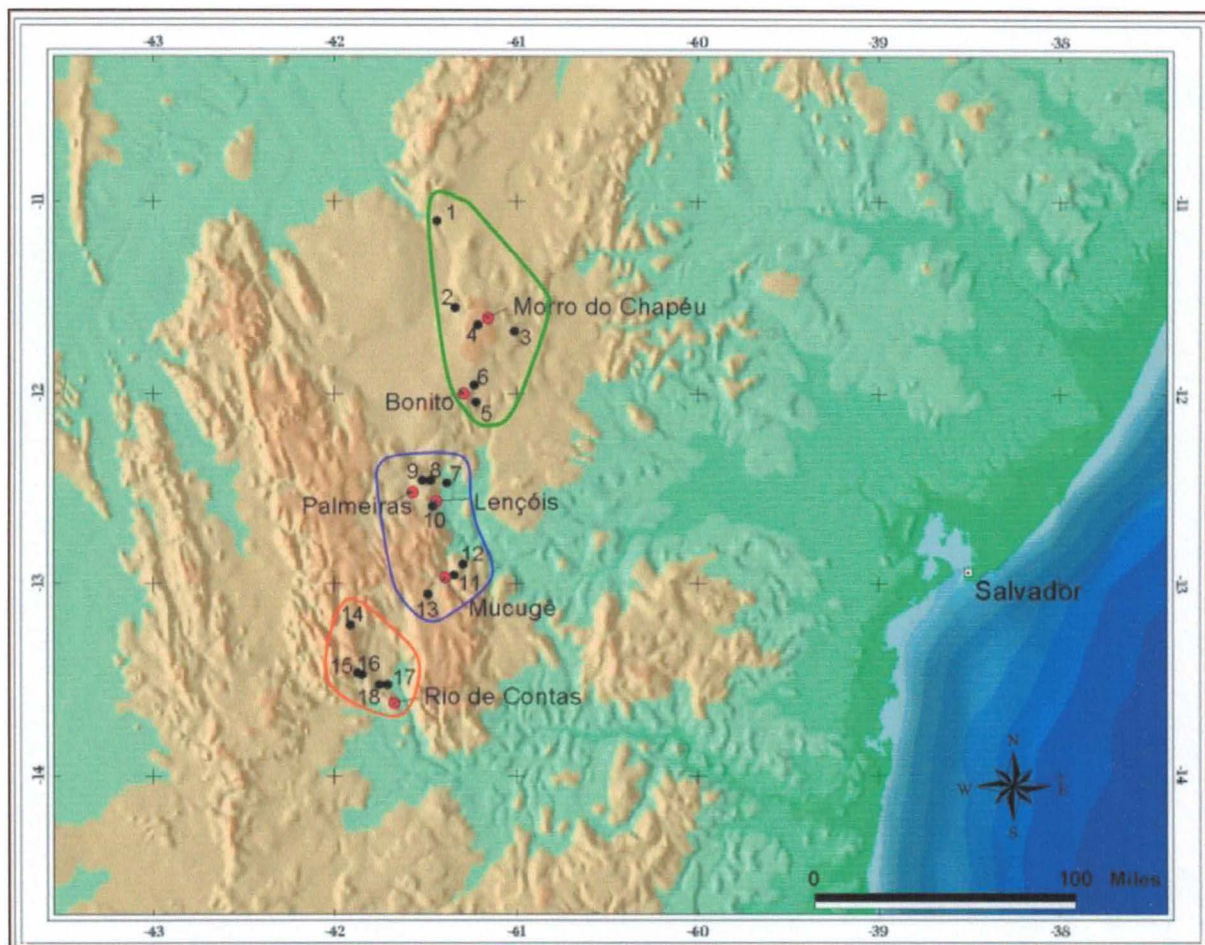 -43 -42 -41 -40 -39 -38
-11 -11
1
2 Morro do Chapéu
4 3
6
-12 -12
Bonito 5
9 8 7
Palmeiras Lençóis
10
12
11
-13 -13
13 Mucugê Salvador
14
15 16
17
18 Rio de Contas
N
-14 W E -14
S
0 100 Miles
-43 -42 -41 -40 -39 -38